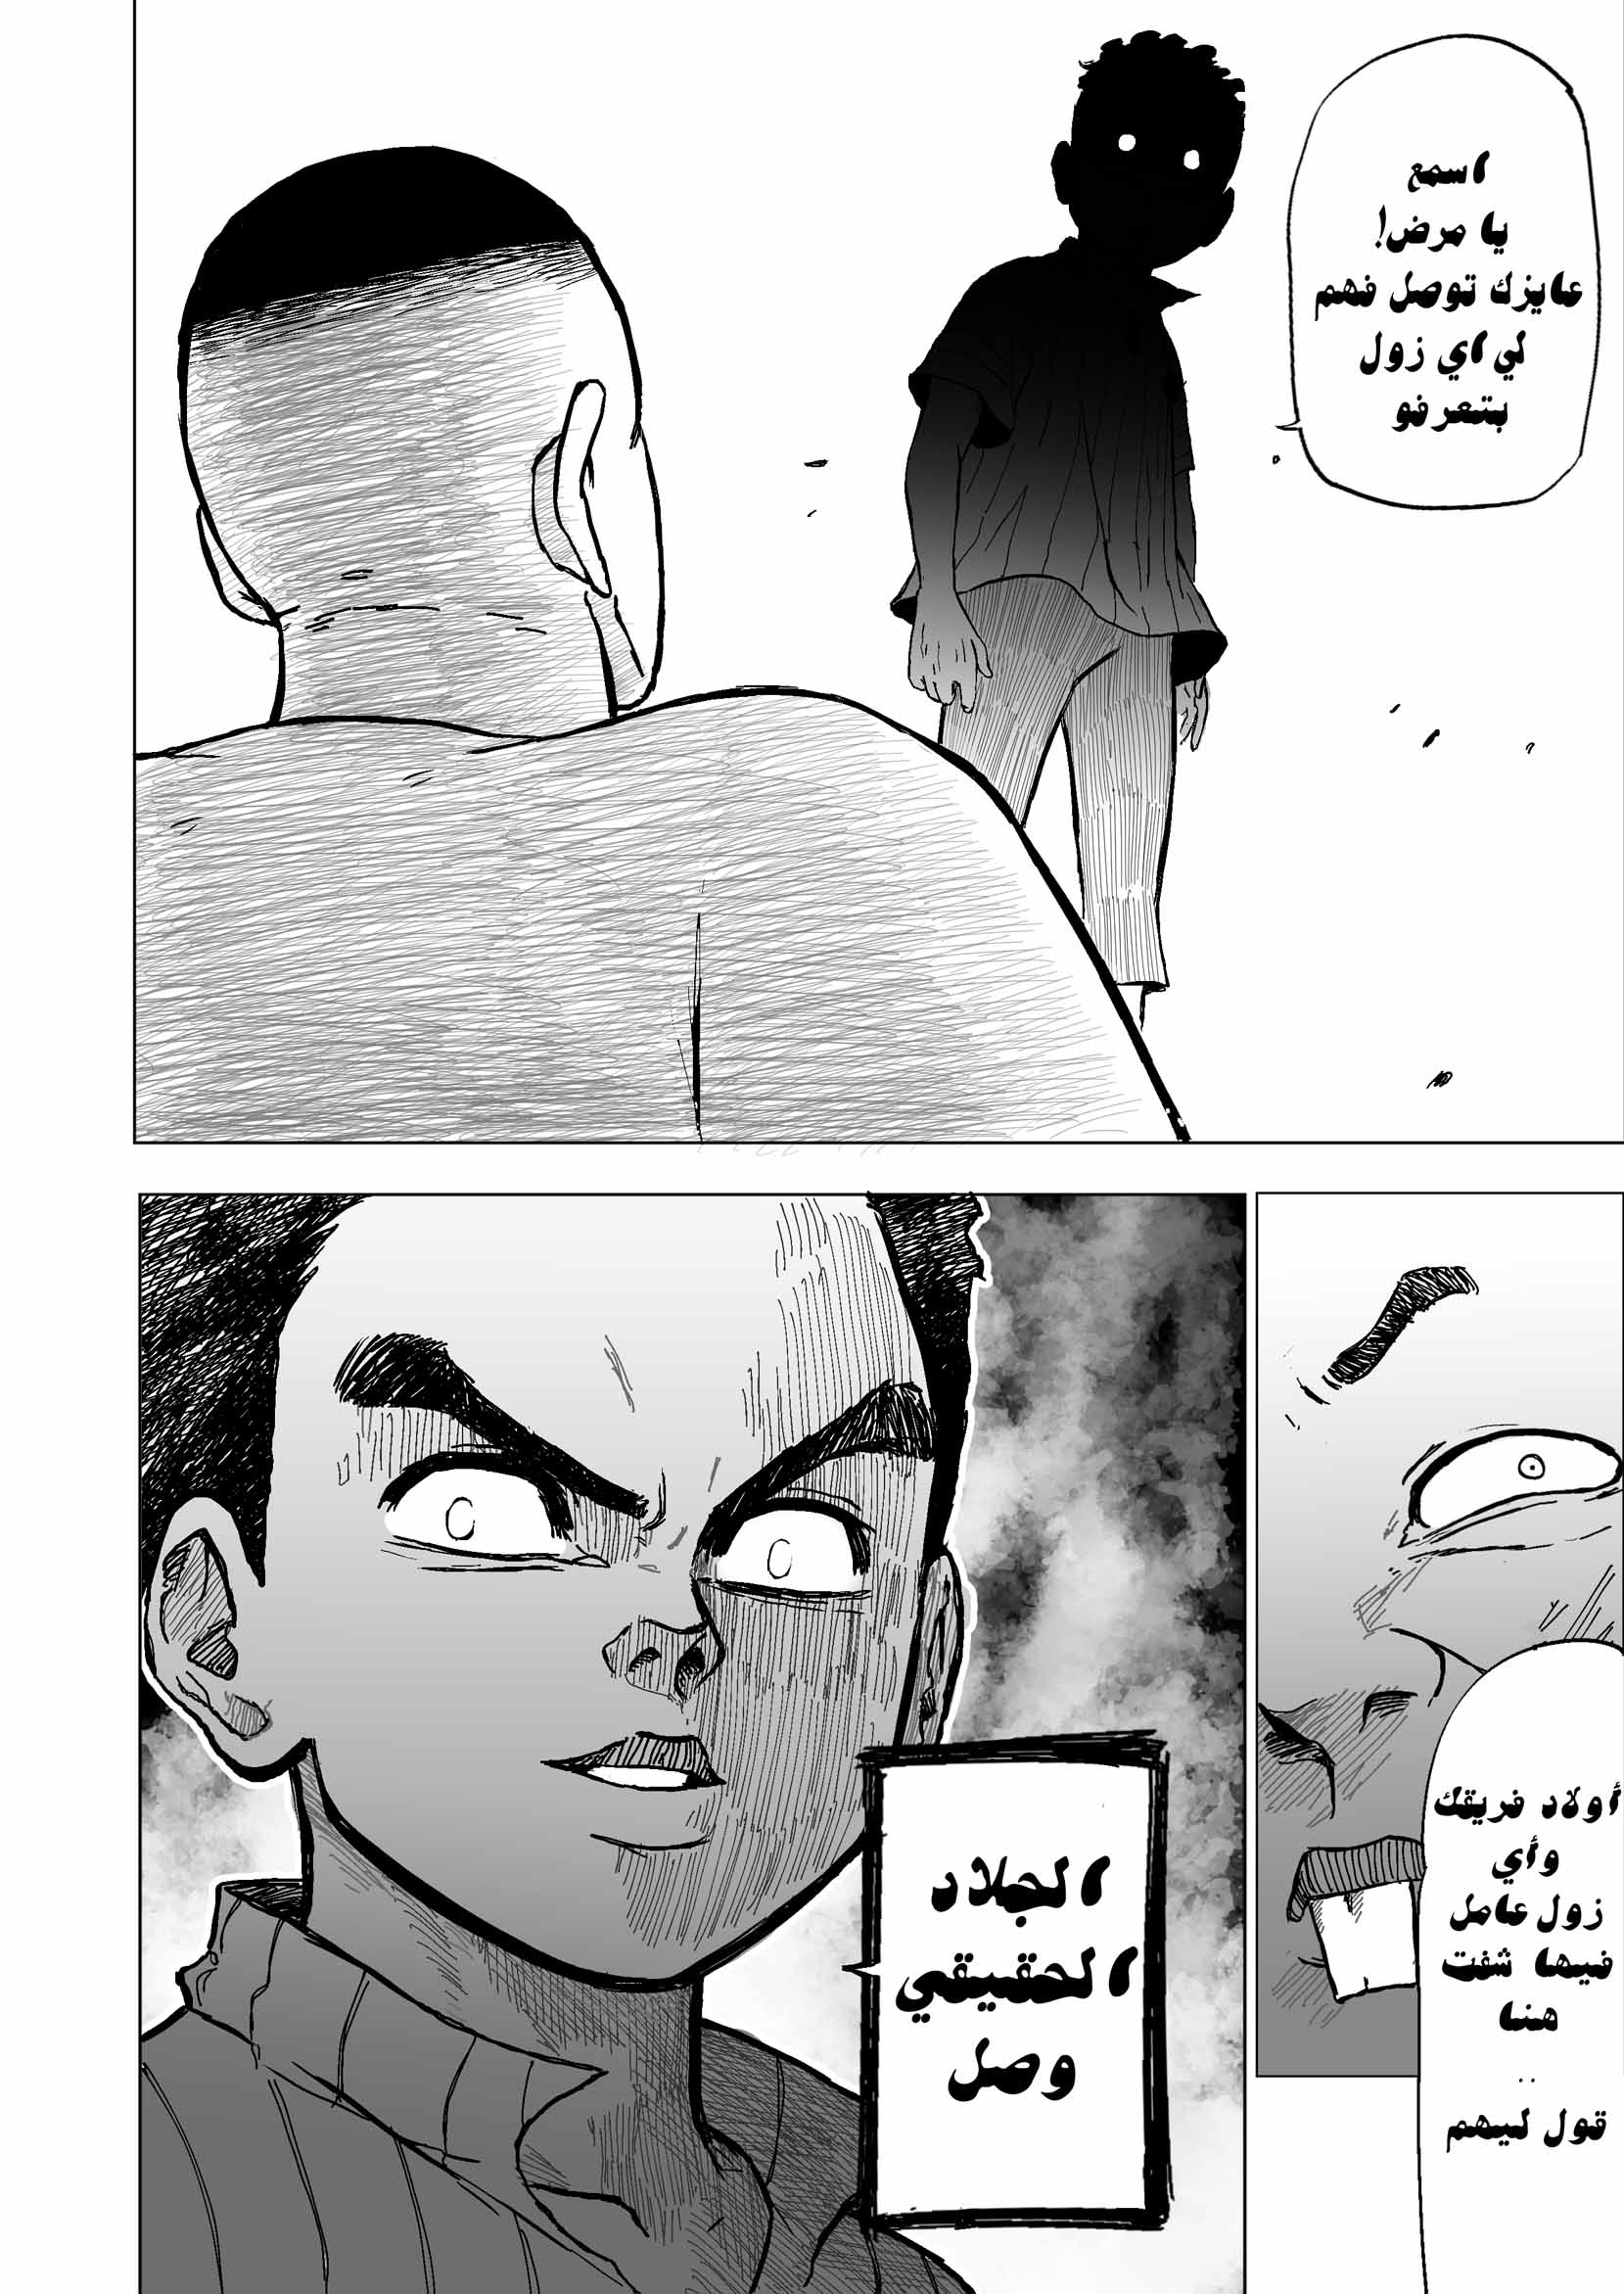 اسمع
يا مرض!
عايزك توصل فهم
لي اي زول
بتعرفو
أولاد فريقك
وأي
زول عامل
فيها شفت
هنا
..
قول ليهم
الجلاد
الحقيقي
وصل